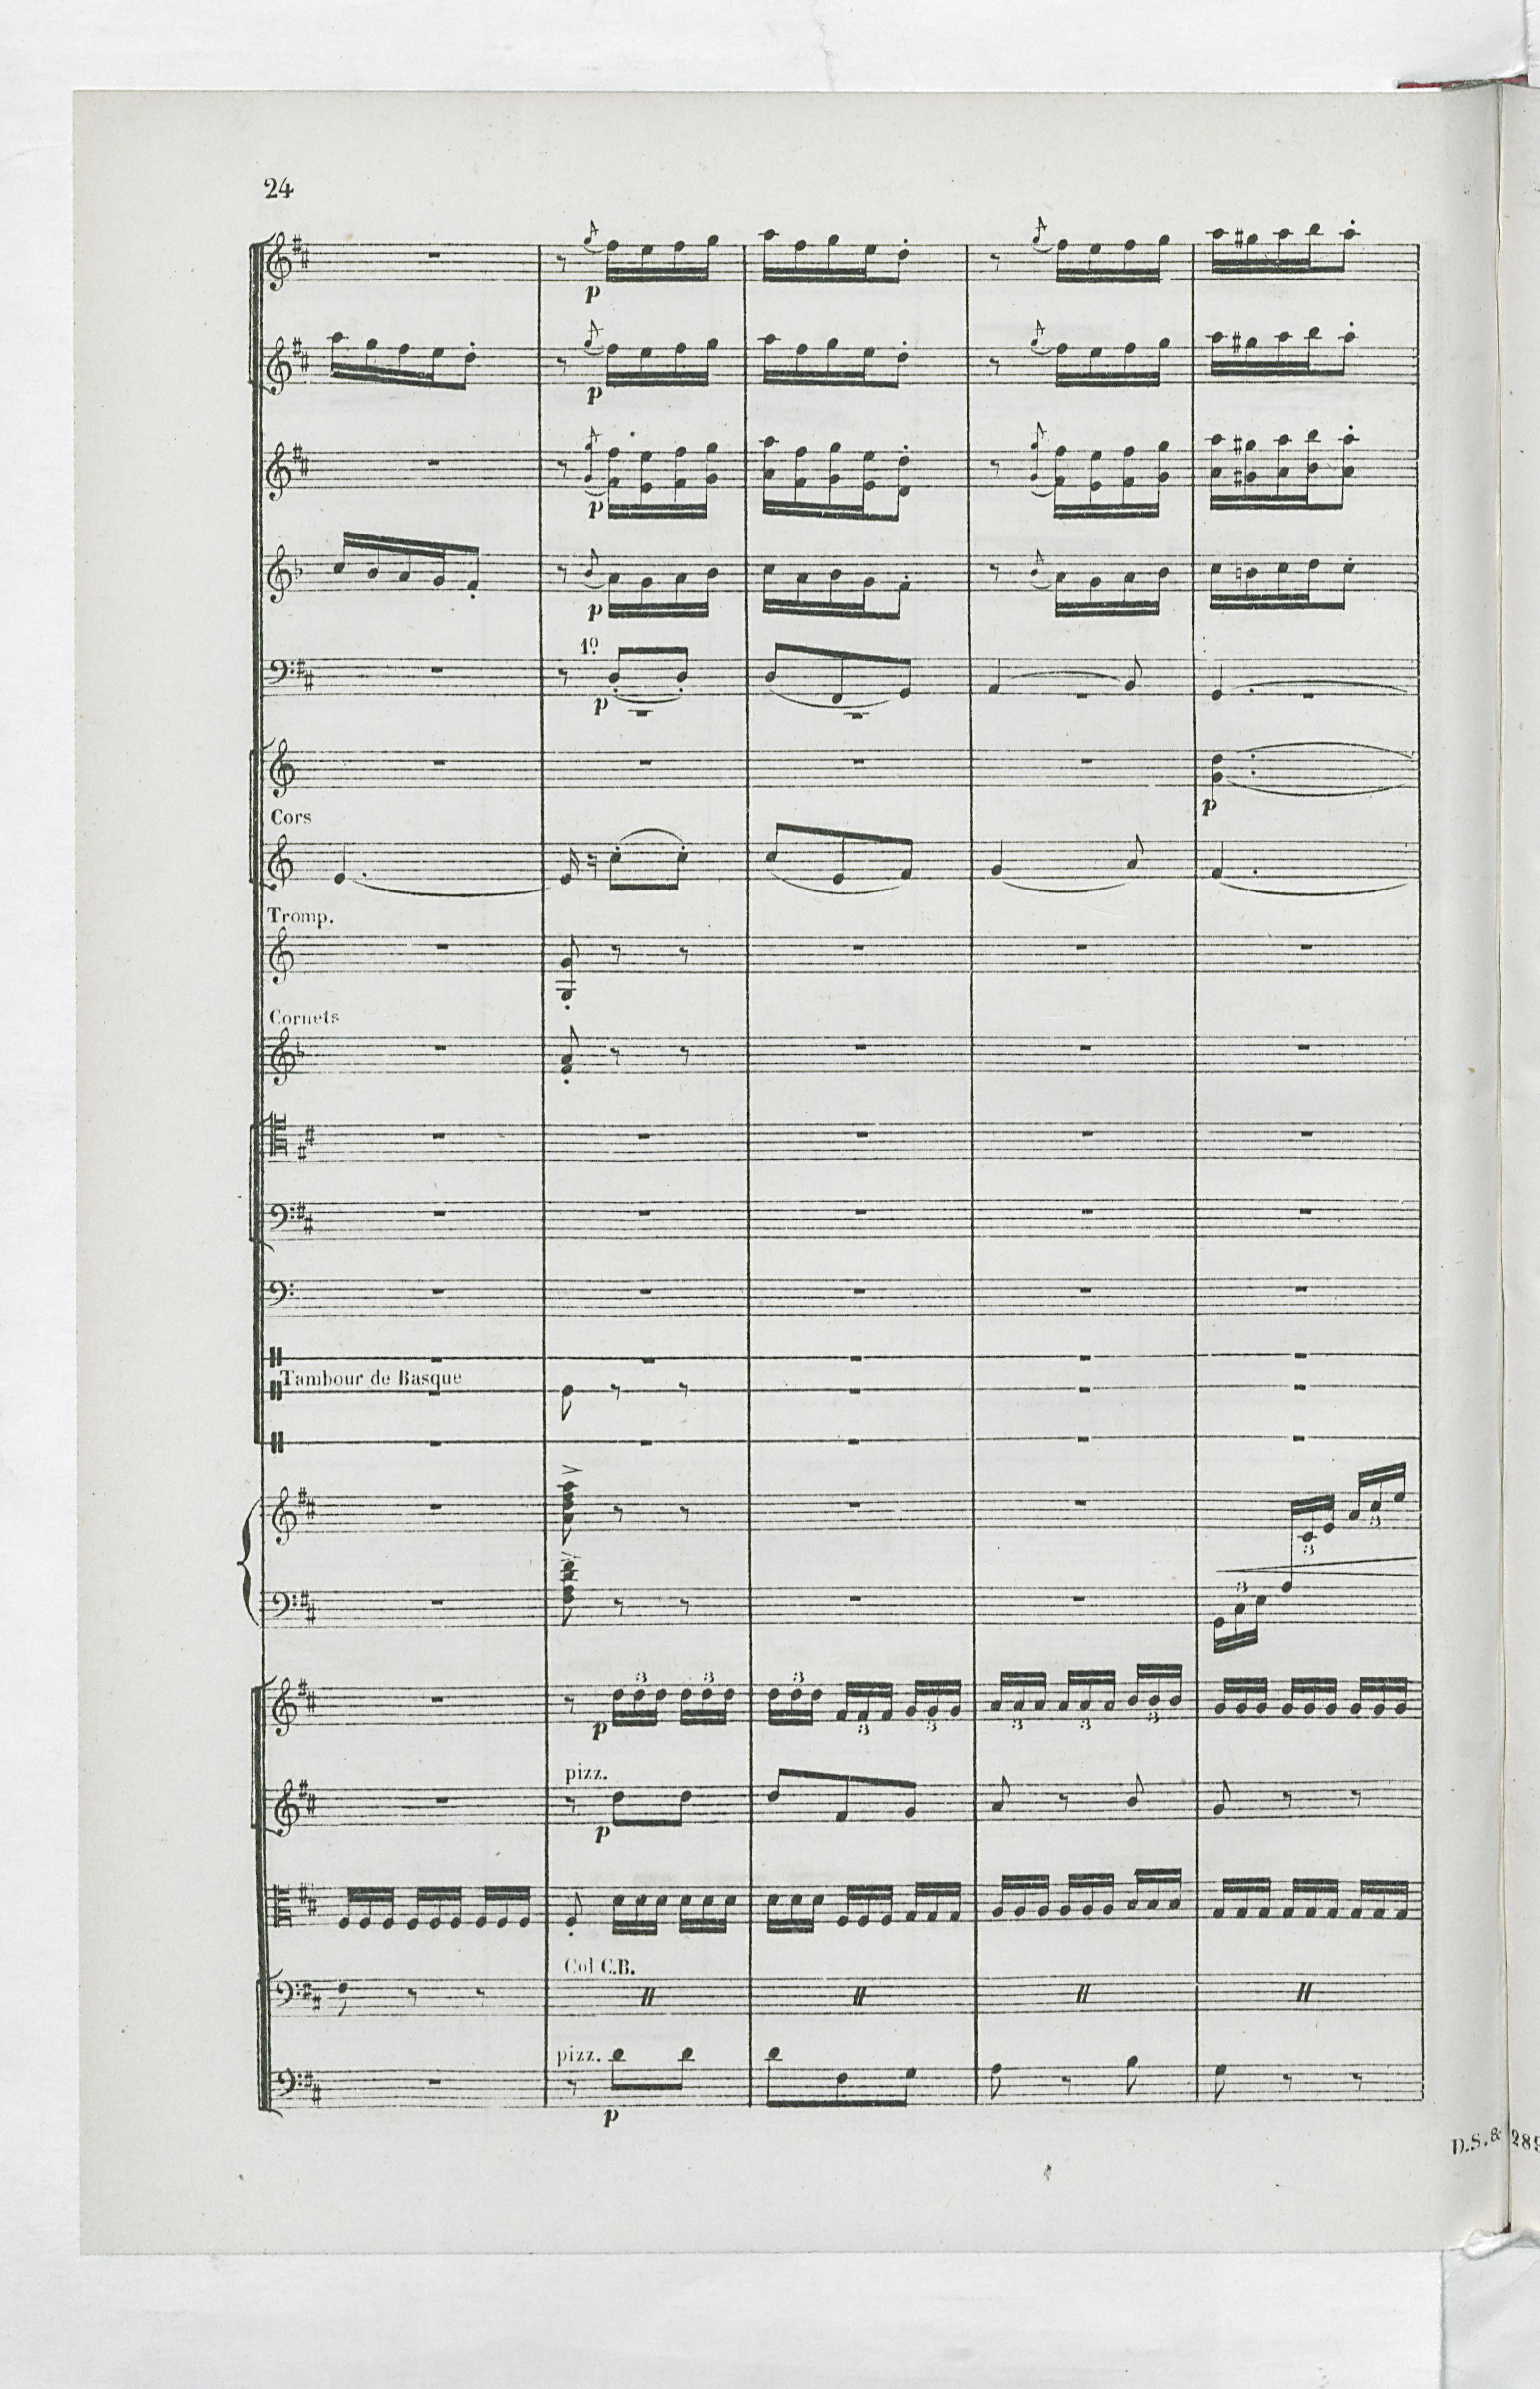 24
p
p
p
p
1º
p
p
Cors
Tromp.
Cornets
Tambour de Basque
3
3
3
3 3
p
3
3 3
3 3 3
pizz.
p
Col C.B.
pizz.
p
D.S.&
289